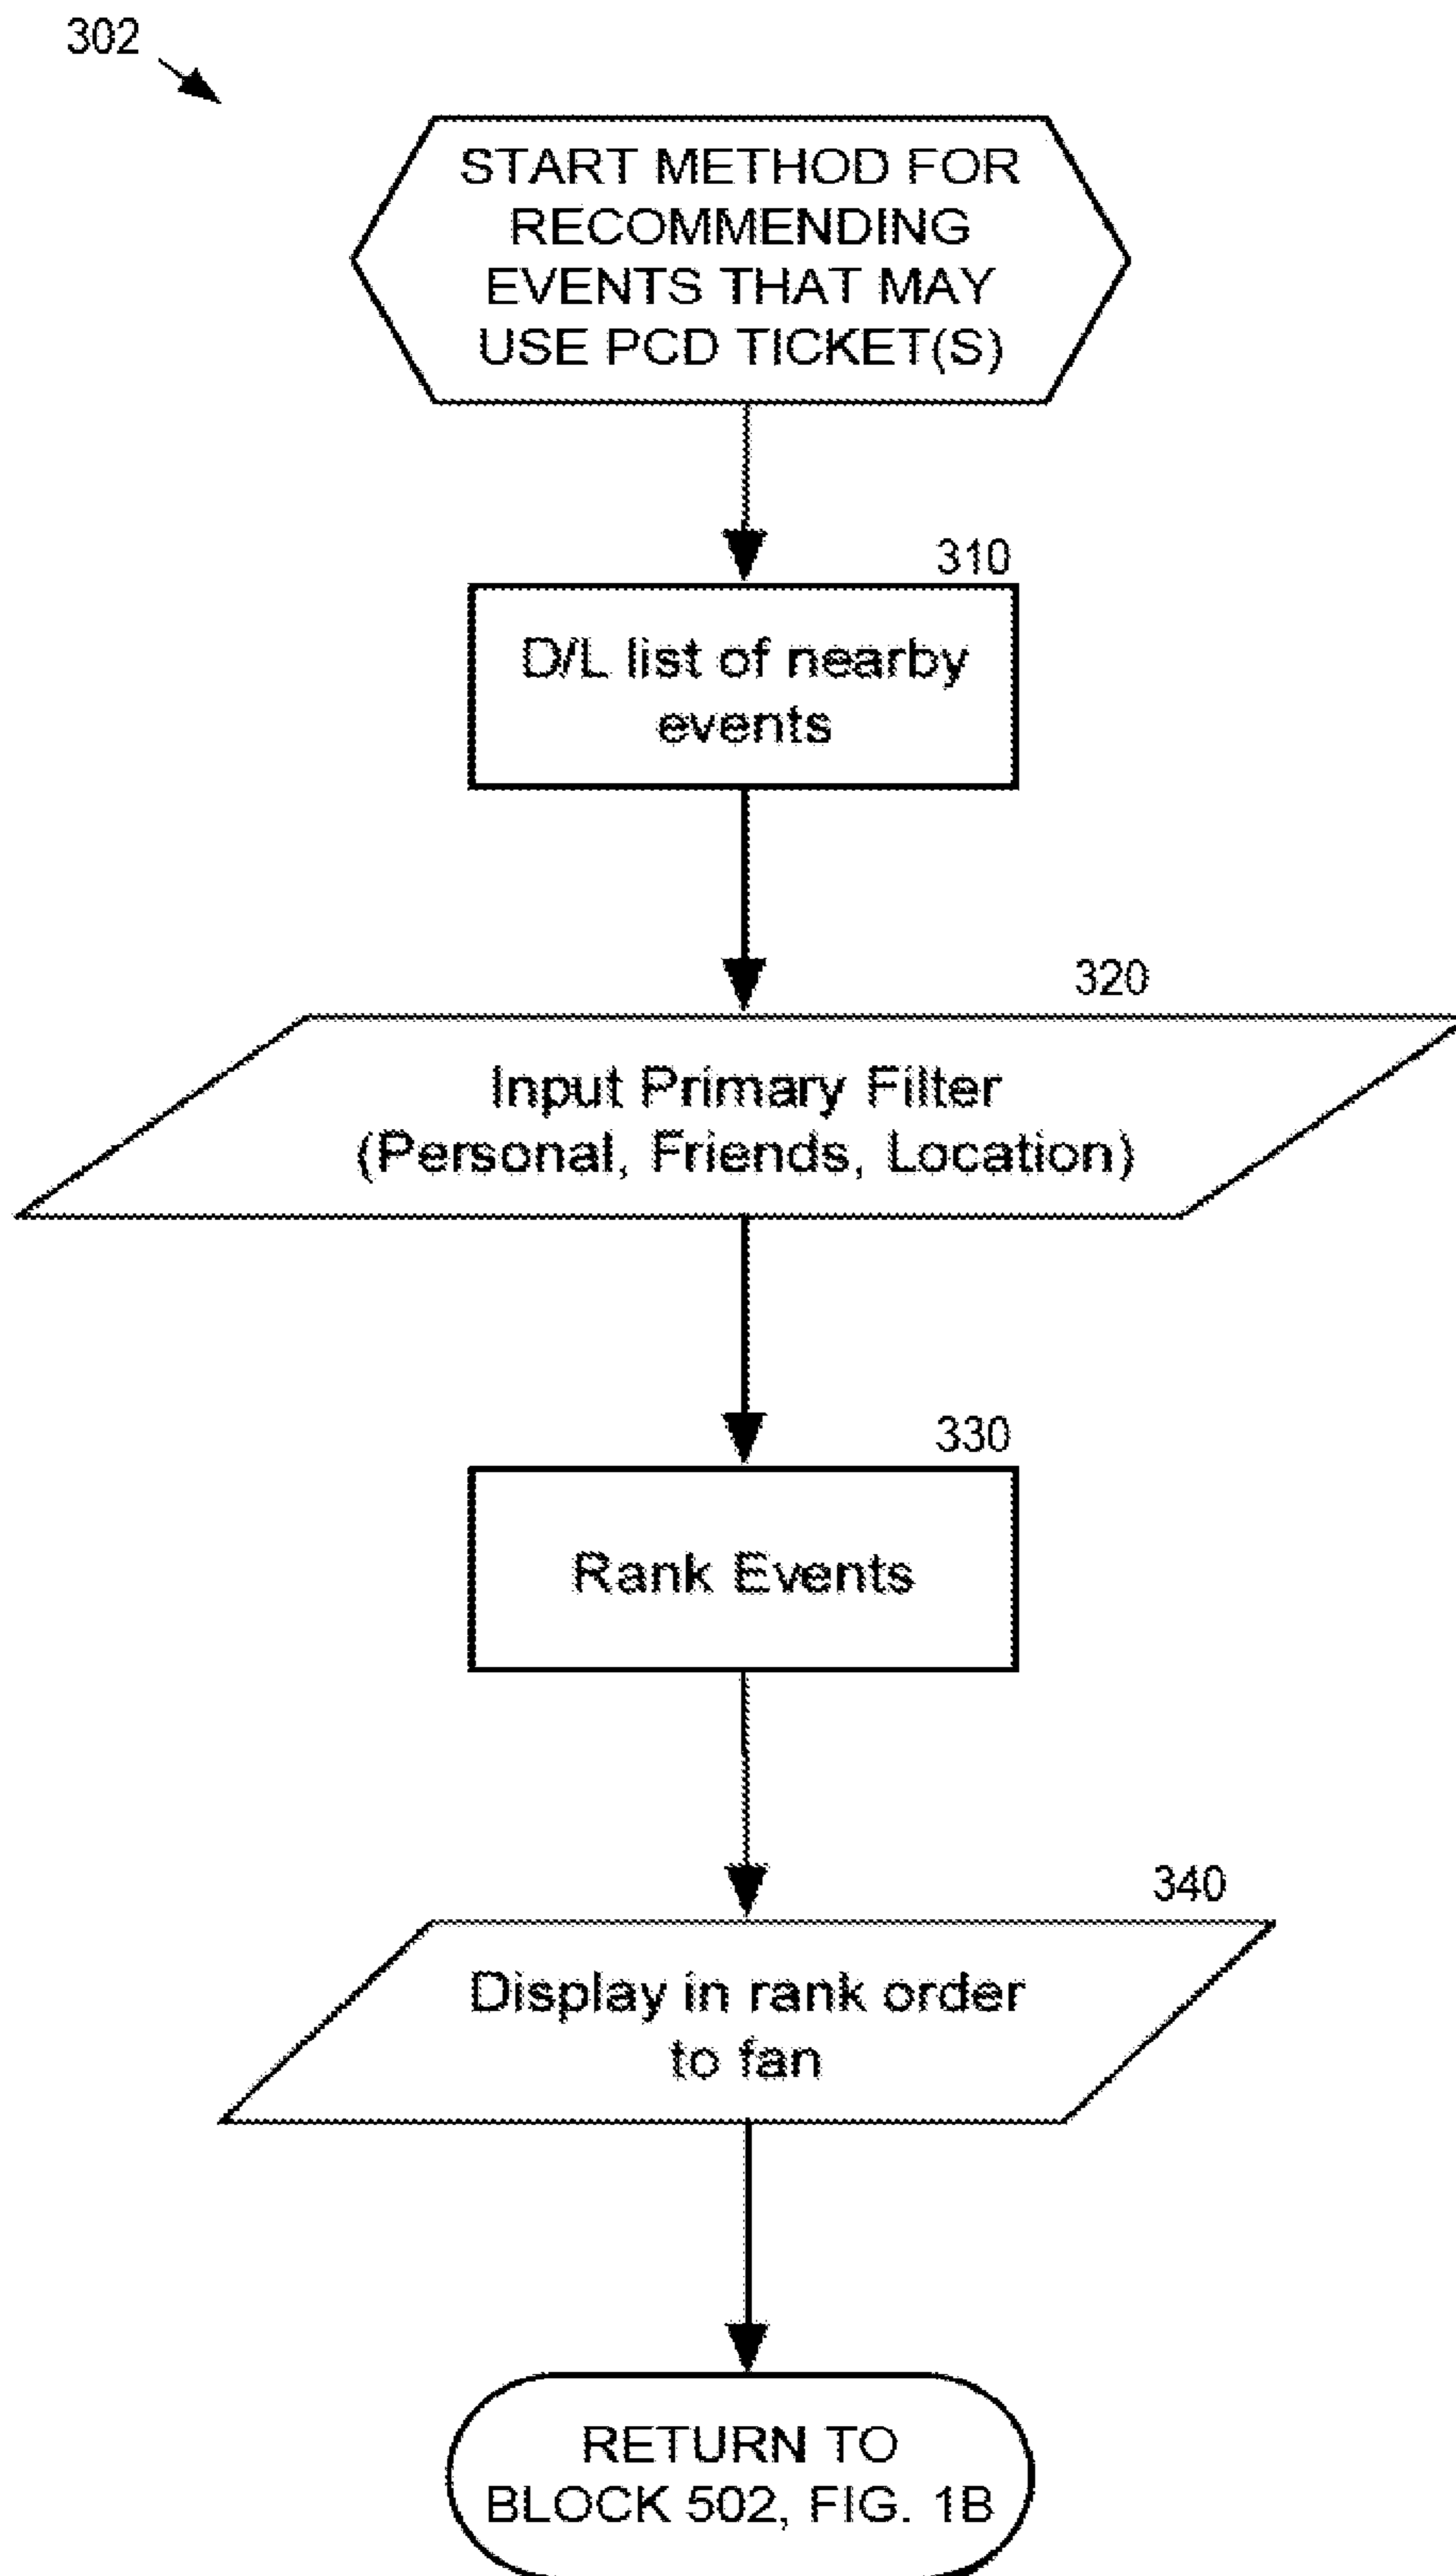 302
START METHOD FOR
RECOMMENDING
EVENTS THAT MAY
USE PCD TICKET(S)
310
D/L list of nearby
events
320
Input Primary Filter
(Personal, Friends, Location)
330
Rank Events
340
Display in rank order
to fan
RETURN TO
BLOCK 502, FIG. 1B